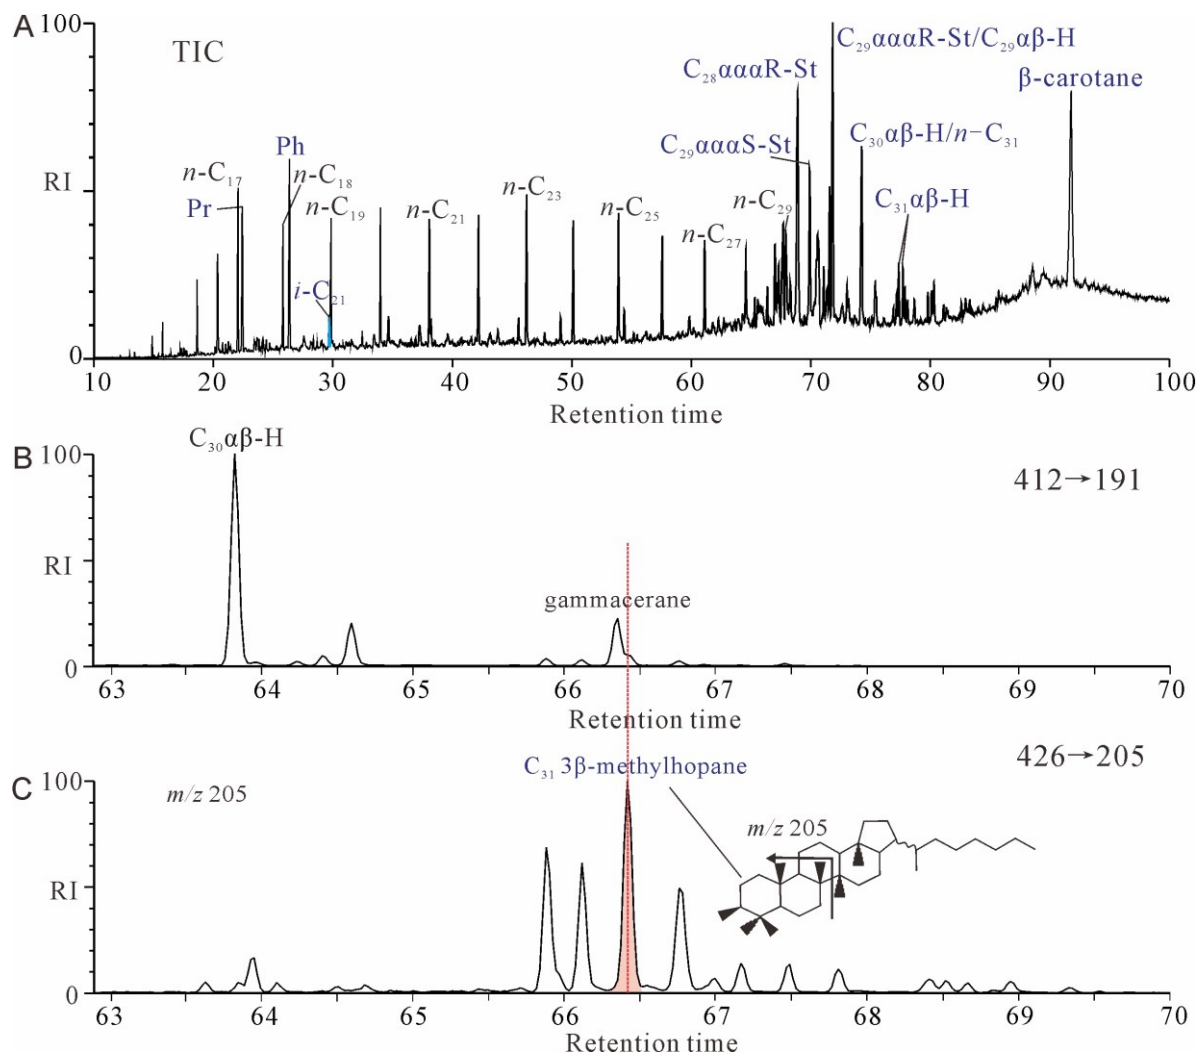 A
100
TIC
C₂₉αααR-St/C₂₉αβ-H
C₂₈αααR-St
β-carotane
Ph
C₂₉αααS-St
C₃₀αβ-H/n−C₃₁
n-C₁₇
n-C₁₈
RI
Pr
n-C₁₉
n-C₂₁
n-C₂₃
n-C₂₅
n-C₂₉
C₃₁αβ-H
n-C₂₇
i-C₂₁
0
10 20 30 40 50 60 70 80 90 100
Retention time
C₃₀αβ-H
B
100
412→191
RI
gammacerane
0
63 64 65 66 67 68 69 70
Retention time
426→205
C₃₁ 3β-methylhopane
C
100
m/z 205
m/z 205
RI
0
63 64 65 66 67 68 69 70
Retention time